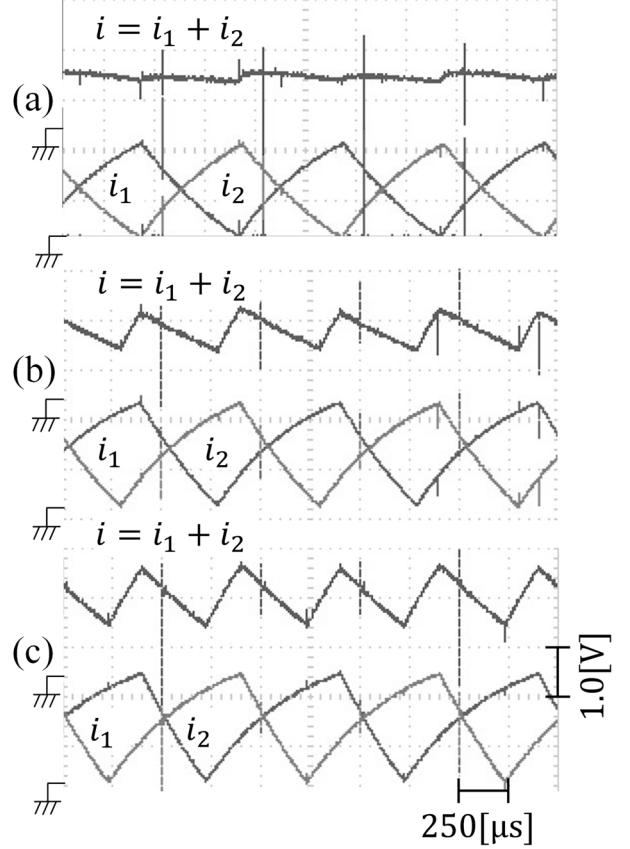 i = i₁ + i₂
(a)
i₁ i₂
i = i₁ + i₂
(b)
i₁ i₂
i = i₁ + i₂
(c)
i₁ i₂
1.0[V]
250[μs]